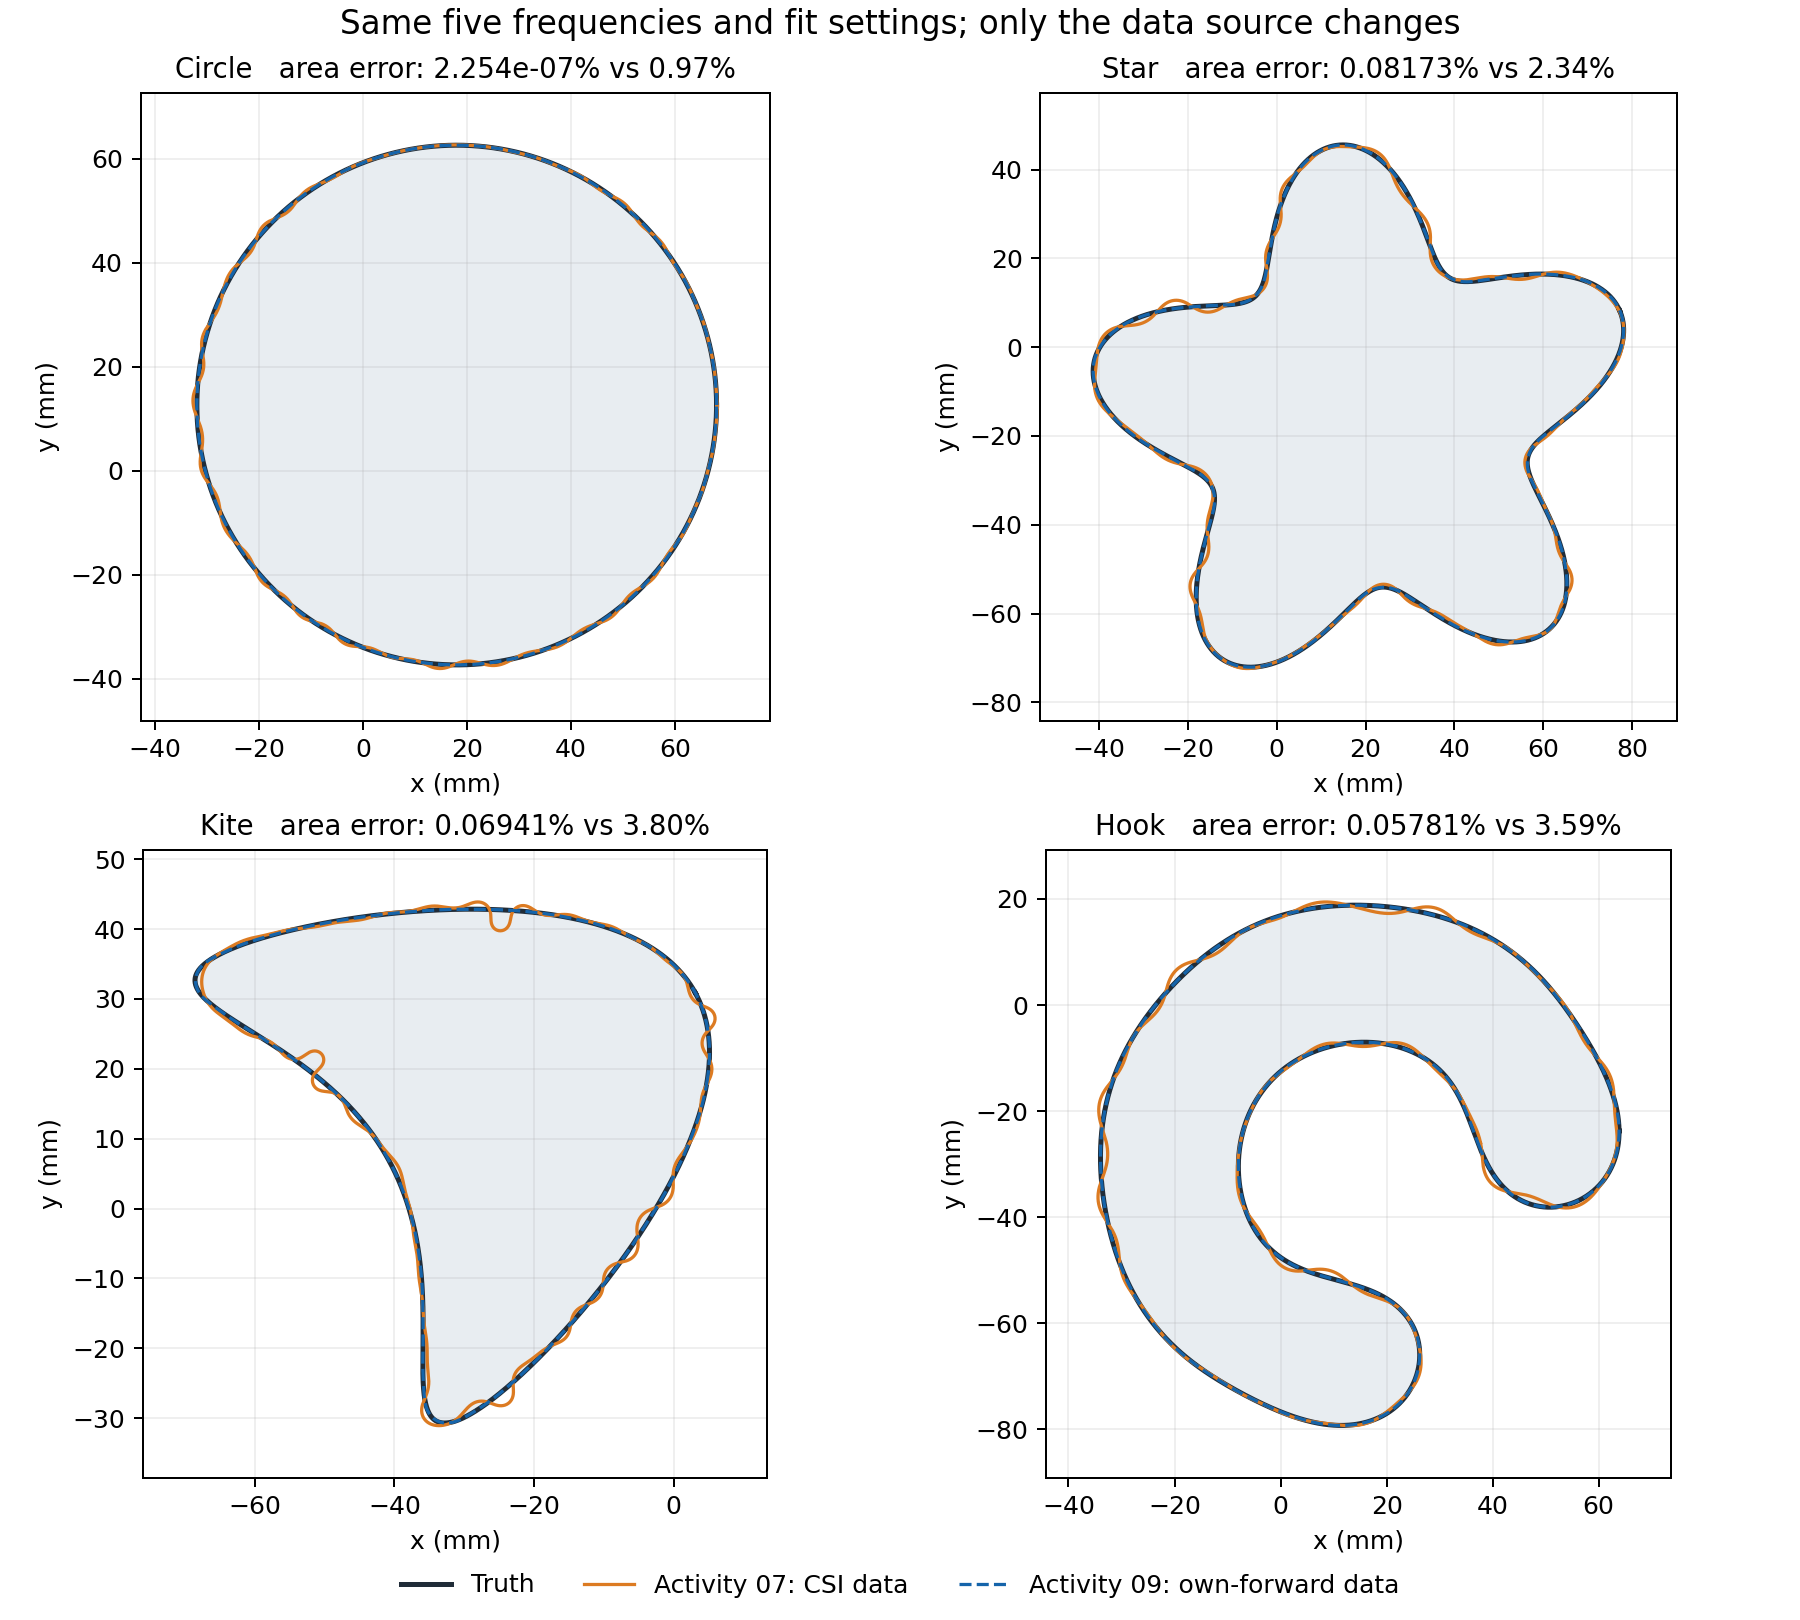 Same five frequencies and fit settings; only the data source changes
Circle area error: 2.254e-07% vs 0.97%
60
40
20
0
−20
−40
y (mm)
−40 −20 0 20 40 60
x (mm)
Star area error: 0.08173% vs 2.34%
40
20
0
−20
−40
−60
−80
y (mm)
−40 −20 0 20 40 60 80
x (mm)
Kite area error: 0.06941% vs 3.80%
50
40
30
20
10
0
−10
−20
−30
y (mm)
−60 −40 −20 0
x (mm)
Hook area error: 0.05781% vs 3.59%
20
0
−20
−40
−60
−80
y (mm)
−40 −20 0 20 40 60
x (mm)
Truth Activity 07: CSI data Activity 09: own-forward data